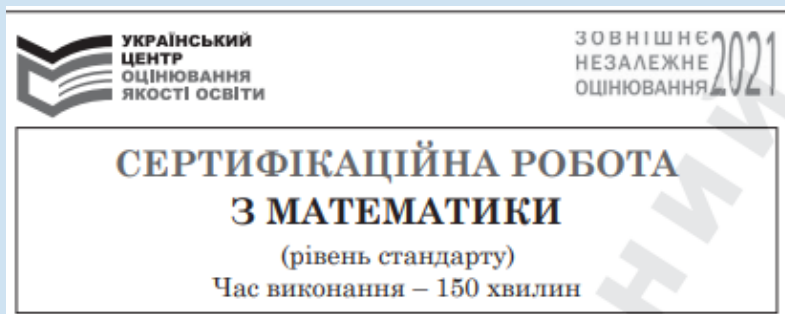 УКРАЇНСЬКИЙ
ЦЕНТР
ОЦІНЮВАННЯ
ЯКОСТІ ОСВІТИ
ЗОВНІШНЄ
НЕЗАЛЕЖНЕ
ОЦІНЮВАННЯ
2021
СЕРТИФІКАЦІЙНА РОБОТА
З МАТЕМАТИКИ
(рівень стандарту)
Час виконання – 150 хвилин